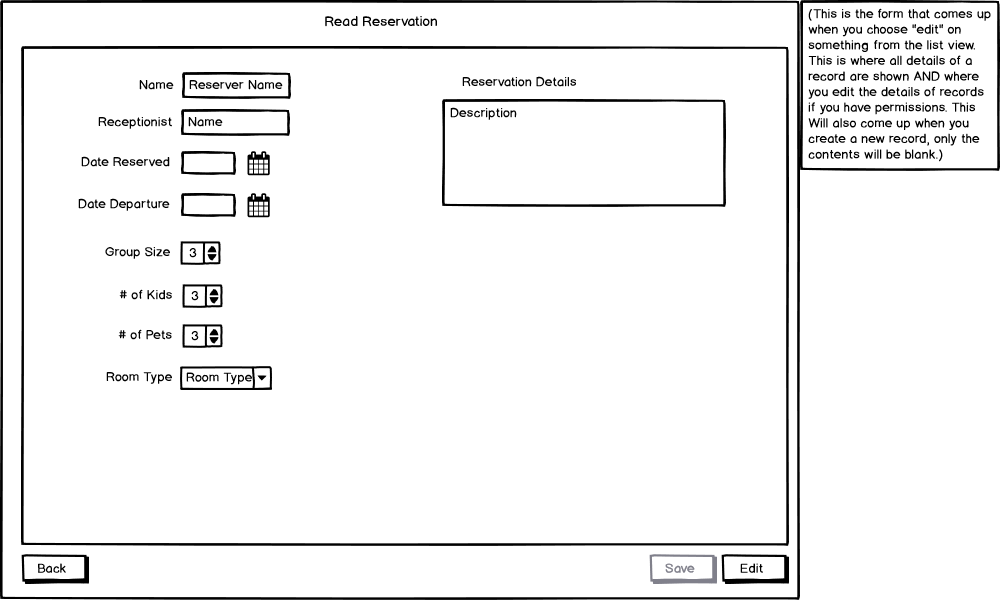 Read Reservation
Name Reserver Name
Receptionist Name
Date Reserved
Date Departure
Group Size 3
# of Kids 3
# of Pets 3
Room Type Room Type
Reservation Details
Description
Back
Save
Edit
(This is the form that comes up
when you choose "edit" on
something from the list view.
This is where all details of a
record are shown AND where
you edit the details of records
if you have permissions. This
Will also come up when you
create a new record, only the
contents will be blank.)